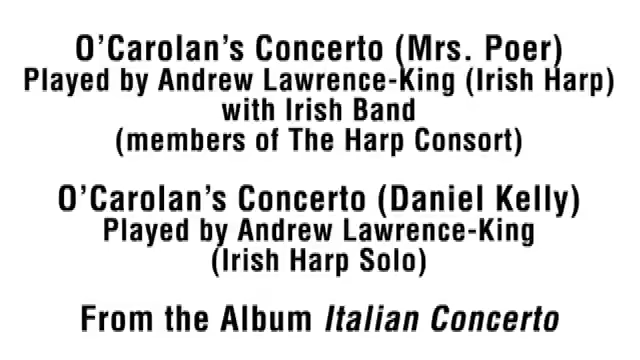 O’Carolan’s Concerto (Mrs. Poer)
Played by Andrew Lawrence-King (Irish Harp)
with Irish Band
(members of The Harp Consort)
O’Carolan’s Concerto (Daniel Kelly)
Played by Andrew Lawrence-King
(Irish Harp Solo)
From the Album Italian Concerto